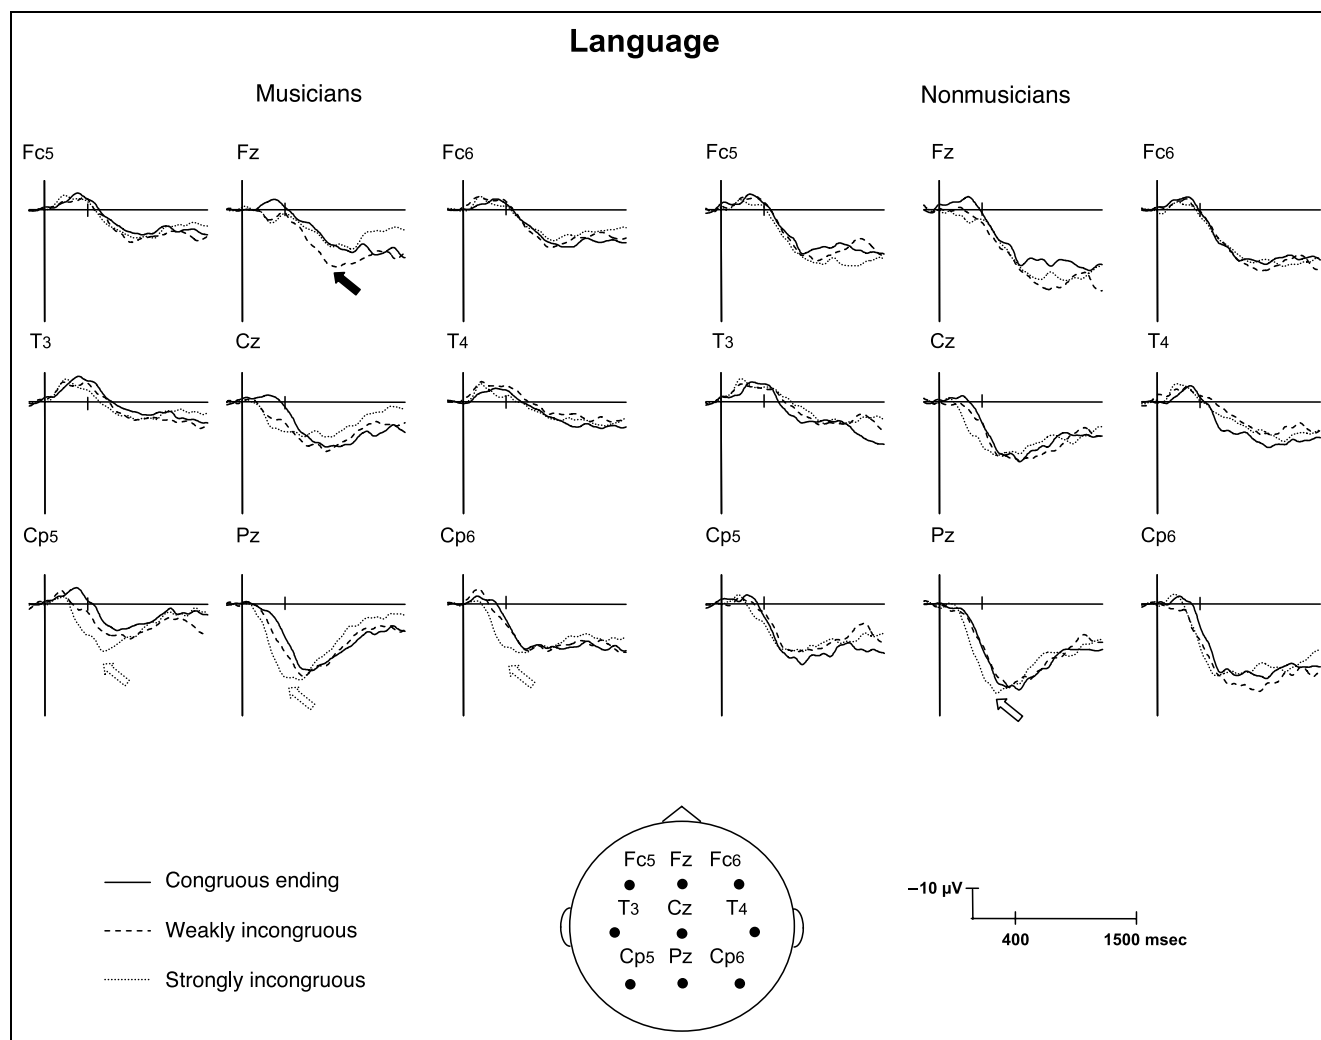 Language
Musicians
Nonmusicians
Fc5 Fz Fc6 Fc5 Fz Fc6
T3 Cz T4 T3 Cz T4
Cp5 Pz Cp6 Cp5 Pz Cp6
Congruous ending
Weakly incongruous
Strongly incongruous
Fc5 Fz Fc6
T3 Cz T4
Cp5 Pz Cp6
–10 µV
400 1500 msec